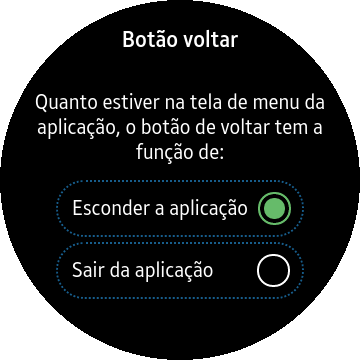 Botão voltar
Quanto estiver na tela de menu da
aplicação, o botão de voltar tem a
função de:
Esconder a aplicação
Sair da aplicação